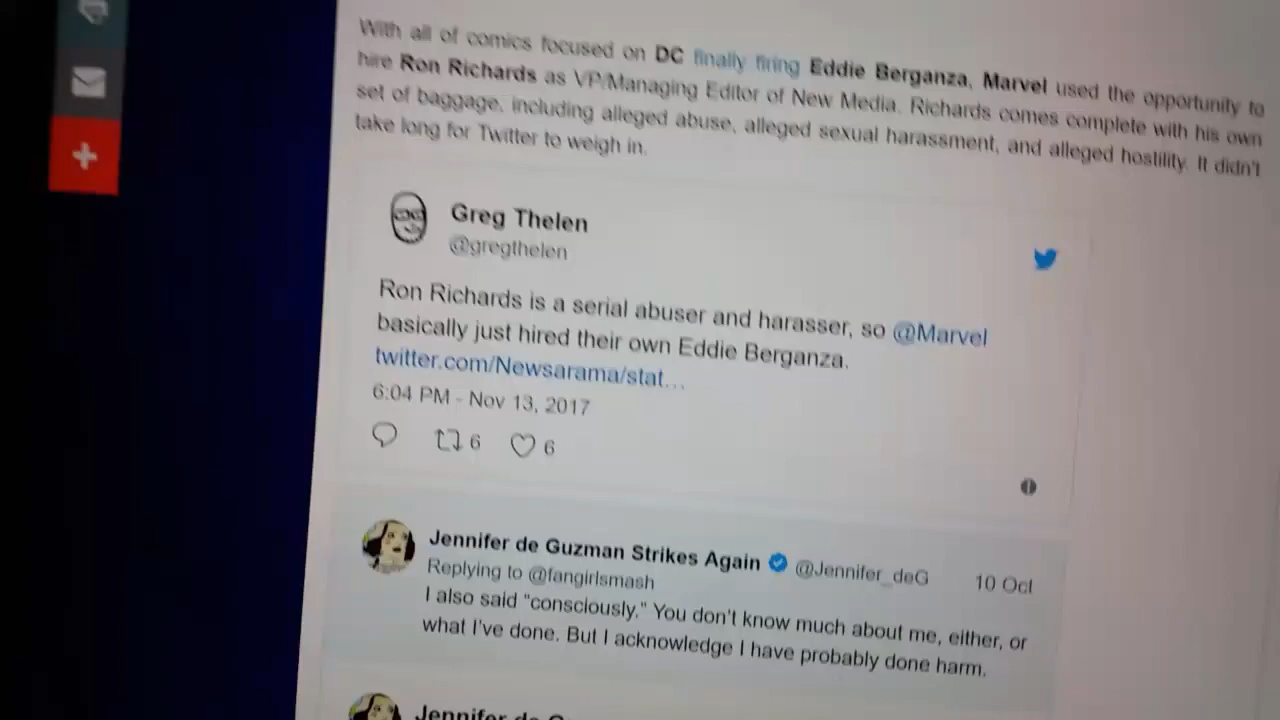 With all of comics focused on DC finally firing Eddie Berganza, Marvel used the opportunity to
hire Ron Richards as VP/Managing Editor of New Media. Richards comes complete with his own
set of baggage, including alleged abuse, alleged sexual harassment, and alleged hostility. It didn't
take long for Twitter to weigh in.
Greg Thelen
@gregthelen
Ron Richards is a serial abuser and harasser, so @Marvel
basically just hired their own Eddie Berganza.
twitter.com/Newsarama/stat...
6:04 PM - Nov 13, 2017
6 6
Jennifer de Guzman Strikes Again @Jennifer_deG 10 Oct
Replying to @fangirlsmash
I also said "consciously." You don't know much about me, either, or
what I've done. But I acknowledge I have probably done harm.
Jennifer de